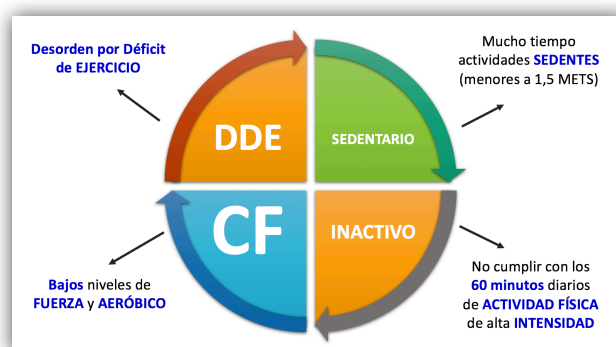 Desorden por Déficit
de EJERCICIO
Mucho tiempo
actividades SEDENTES
(menores a 1,5 METS)
DDE
SEDENTARIO
CF
INACTIVO
Bajos niveles de
FUERZA y AERÓBICO
No cumplir con los
60 minutos diarios
de ACTIVIDAD FÍSICA
de alta INTENSIDAD